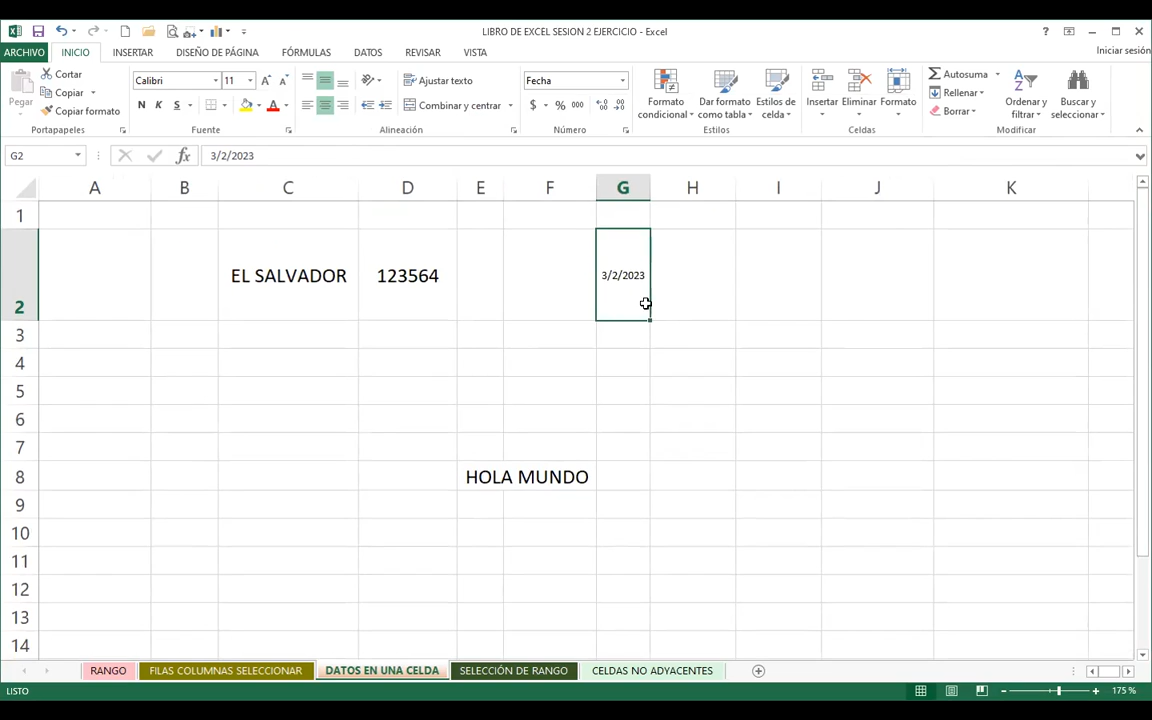 LIBRO DE EXCEL SESION 2 EJERCICIO - Excel
ARCHIVO INICIO INSERTAR DISEÑO DE PÁGINA FÓRMULAS DATOS REVISAR VISTA Iniciar sesión
Pegar
Cortar
Copiar
Copiar formato
Portapapeles
Calibri 11
N K S
Fuente
Ajustar texto
Combinar y centrar
Alineación
Fecha
$ % 000
Número
Formato condicional
Dar formato como tabla
Estilos de celda
Estilos
Insertar Eliminar Formato
Celdas
Autosuma
Rellenar
Borrar
Ordenar y filtrar
Buscar y seleccionar
Modificar
G2 fx 3/2/2023
A B C D E F G H I J K
1
2 EL SALVADOR 123564 3/2/2023
3
4
5
6
7
8 HOLA MUNDO
9
10
11
12
13
14
RANGO FILAS COLUMNAS SELECCIONAR DATOS EN UNA CELDA SELECCIÓN DE RANGO CELDAS NO ADYACENTES
LISTO 175 %